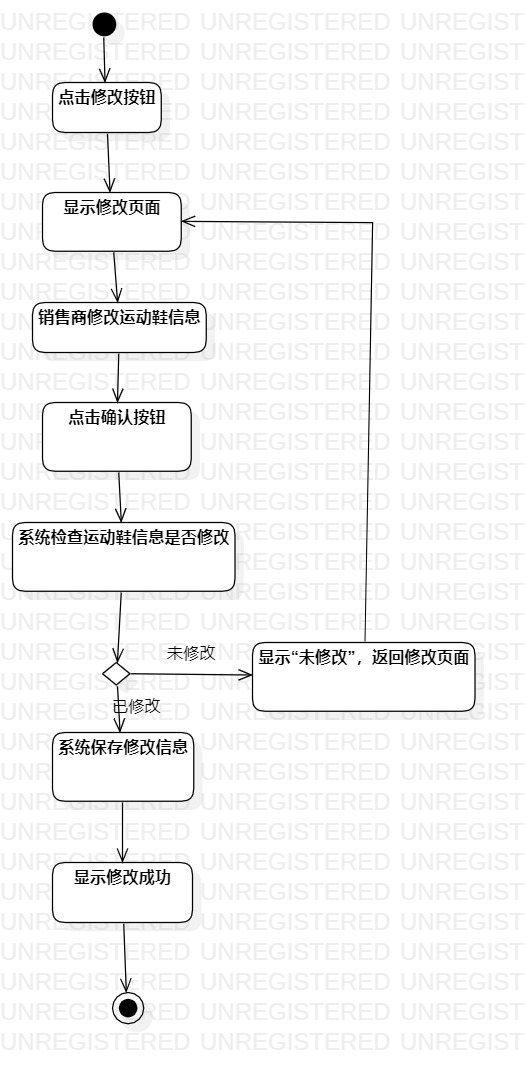 点击修改按钮
显示修改页面
销售商修改运动鞋信息
点击确认按钮
系统检查运动鞋信息是否修改
未修改
显示“未修改”，返回修改页面
已修改
系统保存修改信息
显示修改成功